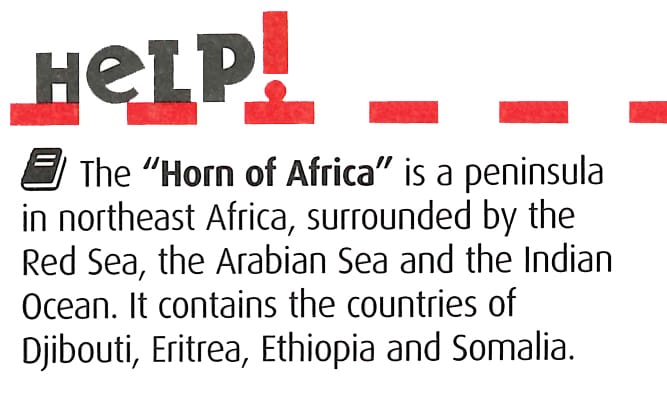 HeLP!
The “Horn of Africa” is a peninsula
in northeast Africa, surrounded by the
Red Sea, the Arabian Sea and the Indian
Ocean. It contains the countries of
Djibouti, Eritrea, Ethiopia and Somalia.